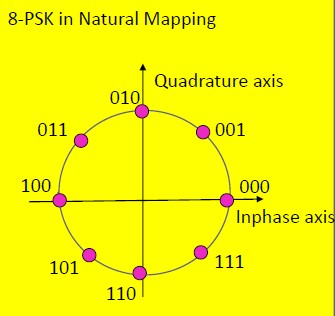 8-PSK in Natural Mapping
Quadrature axis
010
011
001
100
000
Inphase axis
101
111
110